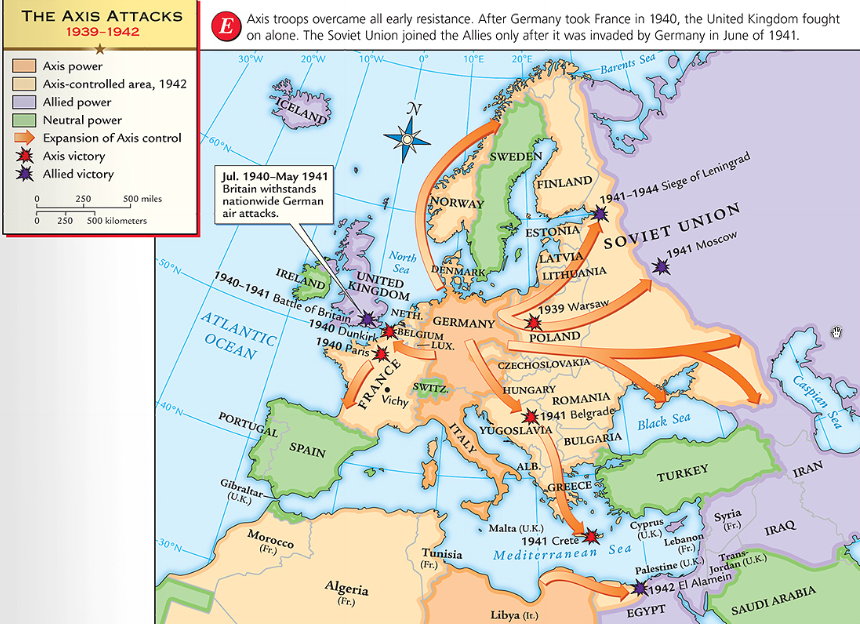 THE AXIS ATTACKS
1939–1942
E
Axis troops overcame all early resistance. After Germany took France in 1940, the United Kingdom fought
on alone. The Soviet Union joined the Allies only after it was invaded by Germany in June of 1941.
Axis power
Axis-controlled area, 1942
Allied power
Neutral power
Expansion of Axis control
Axis victory
Allied victory
0 250 500 miles
0 250 500 kilometers
30°W
20°W
10°W
0°
10°E
20°E
Barents Sea
ICELAND
N
60°N
SWEDEN
FINLAND
NORWAY
Jul. 1940–May 1941
Britain withstands
nationwide German
air attacks.
1941–1944 Siege of Leningrad
SOVIET UNION
ESTONIA
1941 Moscow
LATVIA
LITHUANIA
North
Sea
DENMARK
50°N
IRELAND
UNITED
KINGDOM
1940–1941 Battle of Britain
NETH.
GERMANY
1939 Warsaw
POLAND
1940 Dunkirk
BELGIUM
LUX.
1940 Paris
ATLANTIC
OCEAN
CZECHOSLOVAKIA
FRANCE
SWITZ.
HUNGARY
Vichy
ROMANIA
Caspian Sea
40°N
1941 Belgrade
Black Sea
YUGOSLAVIA
PORTUGAL
ITALY
BULGARIA
SPAIN
ALB.
TURKEY
IRAN
GREECE
Gibraltar
(U.K.)
Malta (U.K.)
Cyprus
(U.K.)
Syria
(Fr.)
IRAQ
1941 Crete
Lebanon
(Fr.)
Mediterranean Sea
30°N
Morocco
(Fr.)
Tunisia
(Fr.)
Palestine (U.K.)
Trans-
Jordan (U.K.)
Algeria
(Fr.)
1942 El Alamein
Libya (It.)
EGYPT
SAUDI ARABIA